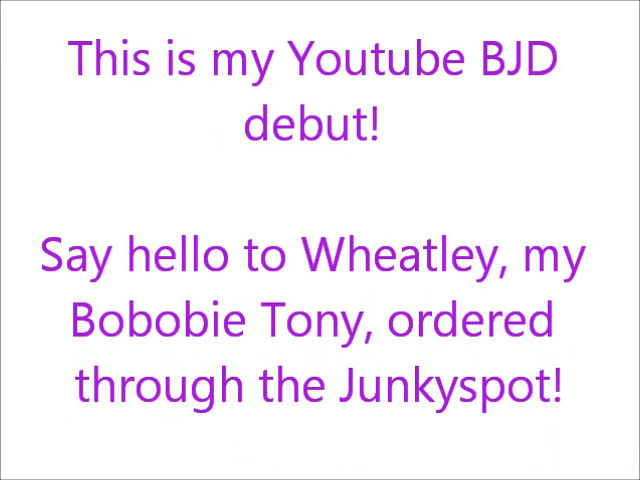 This is my Youtube BJD
debut!
Say hello to Wheatley, my
Bobobie Tony, ordered
through the Junkyspot!